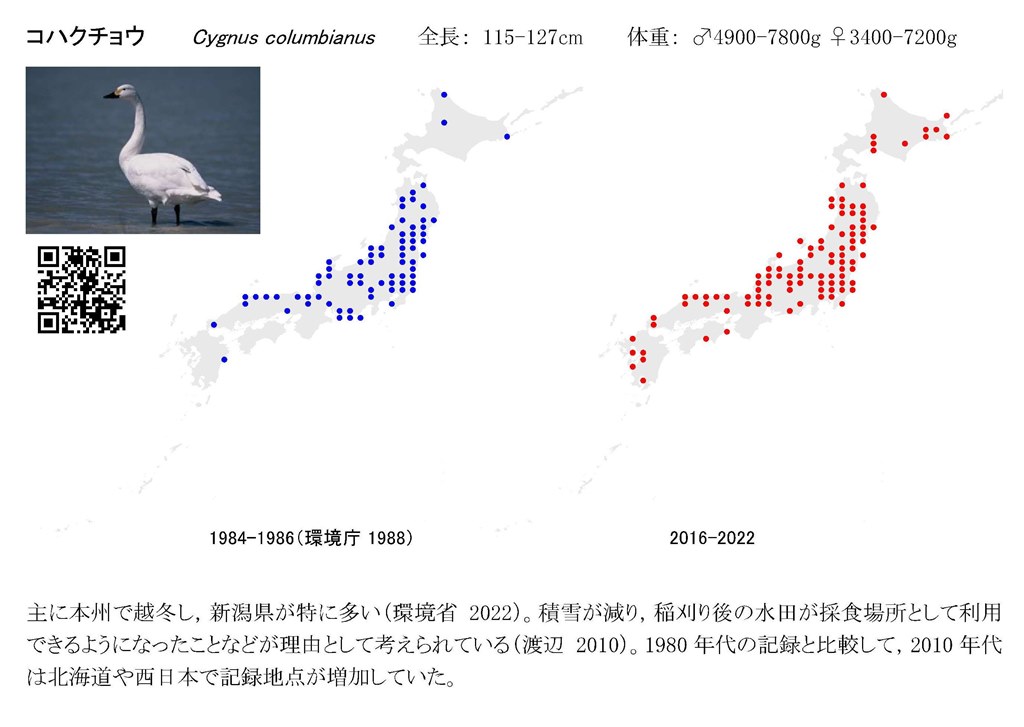 コハクチョウ Cygnus columbianus 全長： 115-127cm 体重： ♂4900-7800g ♀3400-7200g
1984-1986（環境庁 1988） 2016-2022
主に本州で越冬し，新潟県が特に多い（環境省 2022）。積雪が減り，稲刈り後の水田が採食場所として利用
できるようになったことなどが理由として考えられている（渡辺 2010）。1980 年代の記録と比較して，2010 年代
は北海道や西日本で記録地点が増加していた。